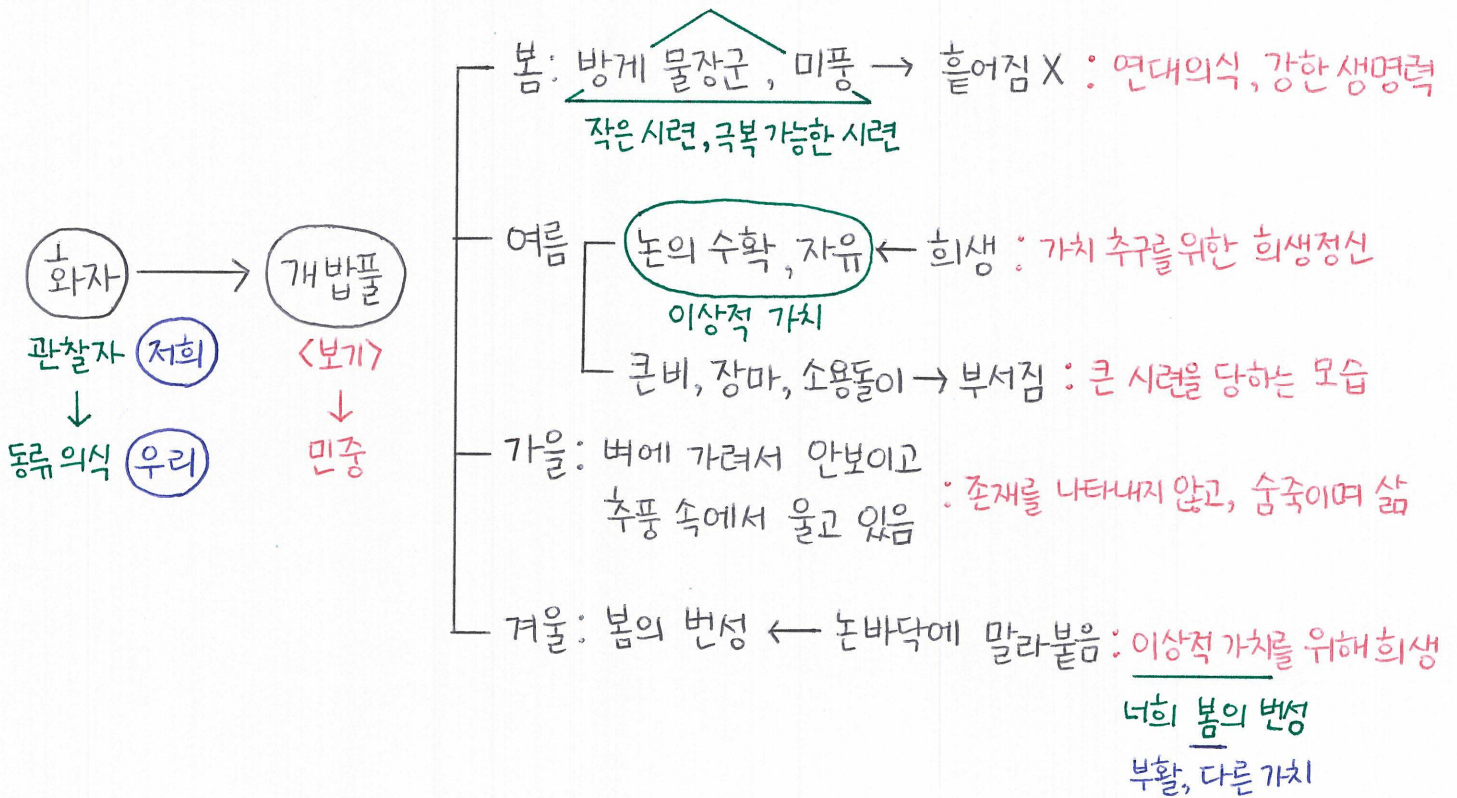 봄: 방게 물장군, 미풍 → 흩어짐 X : 연대의식, 강한 생명력
작은 시련, 극복 가능한 시련
여름 논의 수확, 자유 ← 희생 : 가치 추구를 위한 희생정신
이상적 가치
화자 → 개밥풀
관찰자 저희 <보기>
큰비, 장마, 소용돌이 → 부서짐 : 큰 시련을 당하는 모습
↓ ↓
동류 의식 우리 민중
가을: 벼에 가려서 안보이고
추풍 속에서 울고 있음
: 존재를 나타내지 않고, 숨죽이며 삶
겨울: 봄의 번성 ← 논바닥에 말라붙음 : 이상적 가치를 위해 희생
너희 봄의 번성
부활, 다른 가치